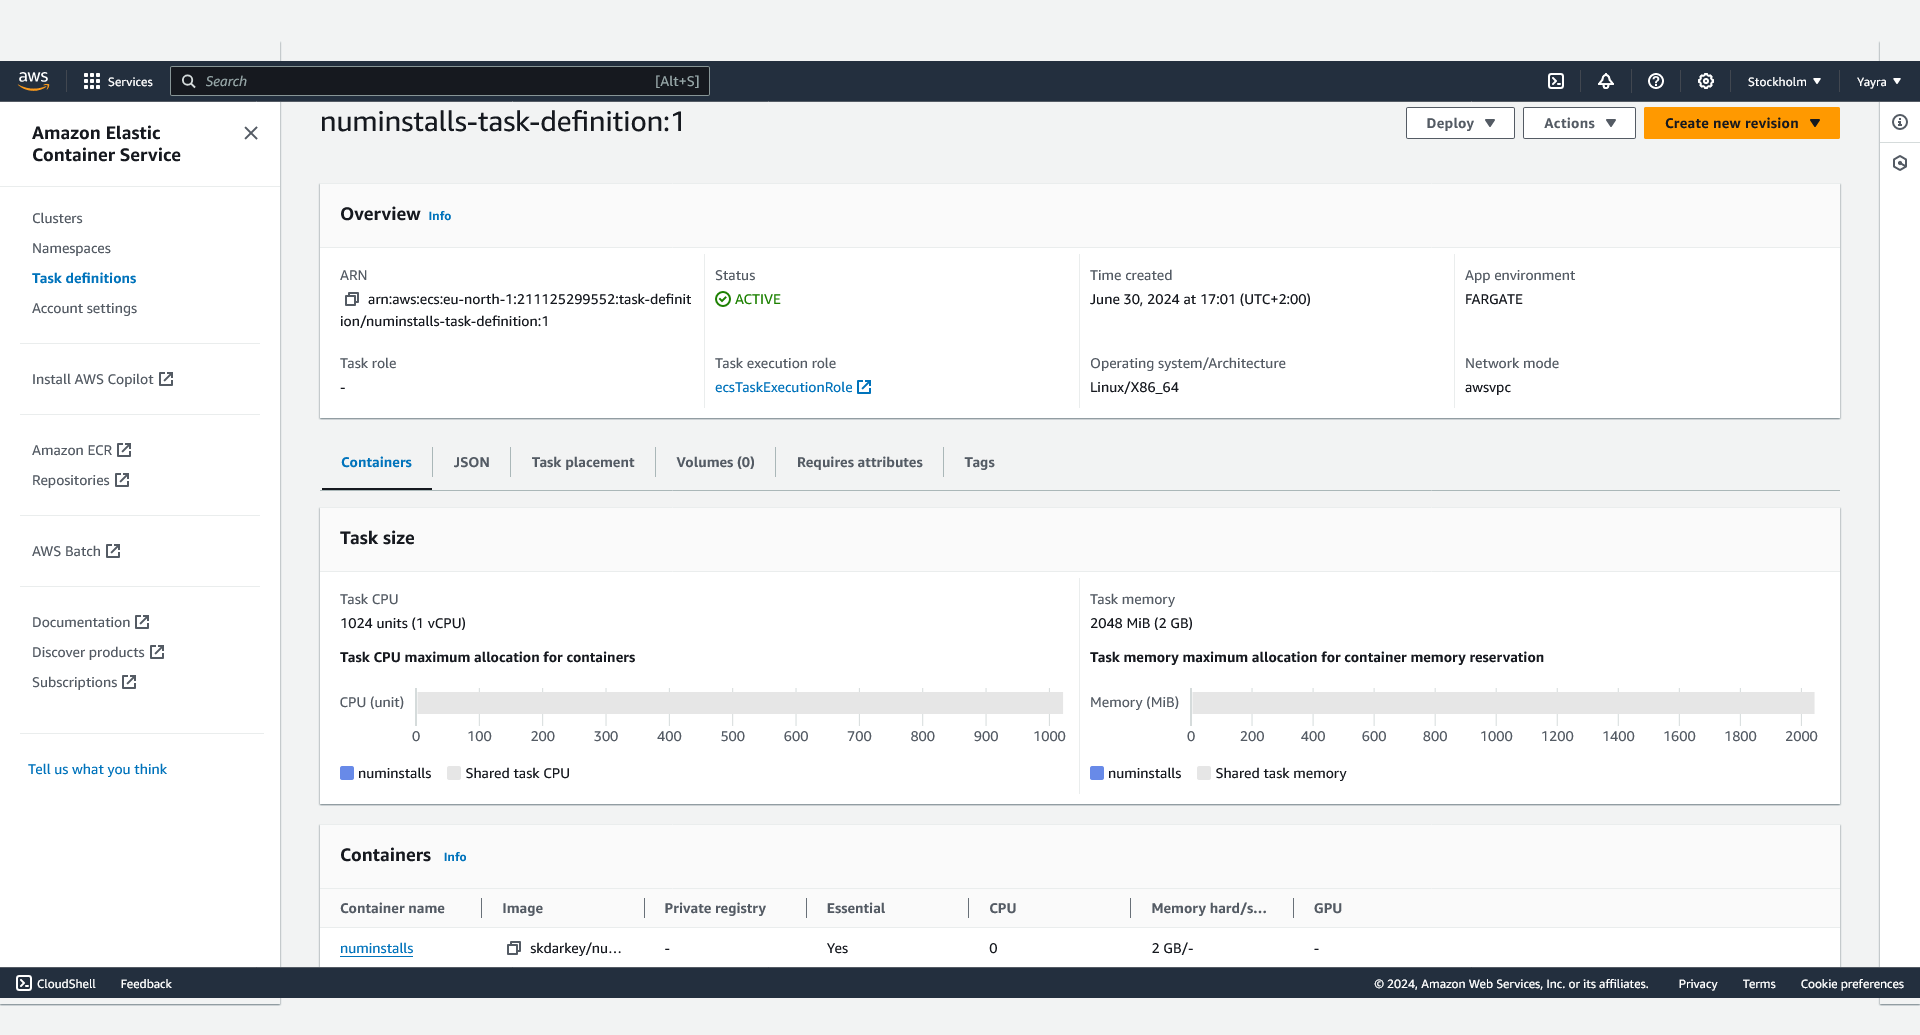 aws
Services
Search
[Alt+S]
Stockholm
Yayra
Amazon Elastic
Container Service
Clusters
Namespaces
Task definitions
Account settings
Install AWS Copilot
Amazon ECR
Repositories
AWS Batch
Documentation
Discover products
Subscriptions
Tell us what you think
numinstalls-task-definition:1
Deploy
Actions
Create new revision
Overview Info
ARN
arn:aws:ecs:eu-north-1:211125299552:task-definit
ion/numinstalls-task-definition:1
Status
ACTIVE
Time created
June 30, 2024 at 17:01 (UTC+2:00)
App environment
FARGATE
Task role
-
Task execution role
ecsTaskExecutionRole
Operating system/Architecture
Linux/X86_64
Network mode
awsvpc
Containers
JSON
Task placement
Volumes (0)
Requires attributes
Tags
Task size
Task CPU
1024 units (1 vCPU)
Task CPU maximum allocation for containers
CPU (unit)
0 100 200 300 400 500 600 700 800 900 1000
numinstalls Shared task CPU
Task memory
2048 MiB (2 GB)
Task memory maximum allocation for container memory reservation
Memory (MiB)
0 200 400 600 800 1000 1200 1400 1600 1800 2000
numinstalls Shared task memory
Containers Info
Container name Image Private registry Essential CPU Memory hard/s... GPU
numinstalls skdarkey/nu... - Yes 0 2 GB/- -
CloudShell
Feedback
© 2024, Amazon Web Services, Inc. or its affiliates.
Privacy
Terms
Cookie preferences